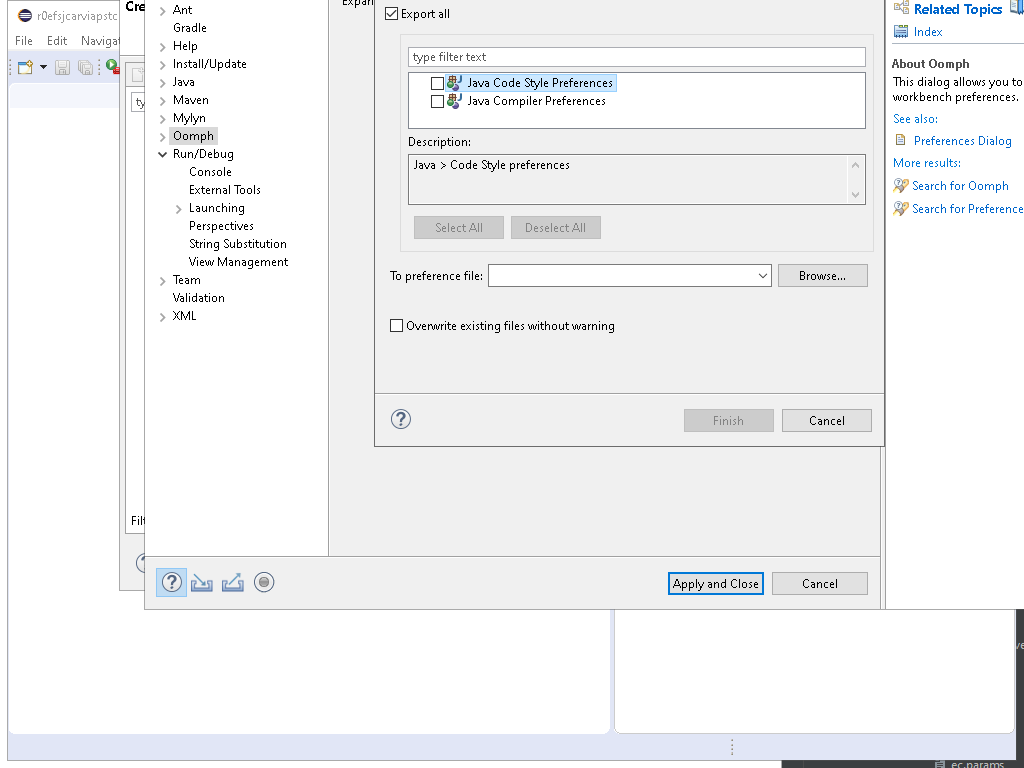 r0efsjcarviapstc
File Edit Navigat
Cre
ty
Filt
Ant
Gradle
Help
Install/Update
Java
Maven
Mylyn
Oomph
Run/Debug
Console
External Tools
Launching
Perspectives
String Substitution
View Management
Team
Validation
XML
Expan
Export all
type filter text
Java Code Style Preferences
Java Compiler Preferences
Description:
Java > Code Style preferences
Select All Deselect All
To preference file: Browse...
Overwrite existing files without warning
Finish Cancel
Apply and Close Cancel
Related Topics
Index
About Oomph
This dialog allows you to
workbench preferences.
See also:
Preferences Dialog
More results:
Search for Oomph
Search for Preference
ve
ec.params